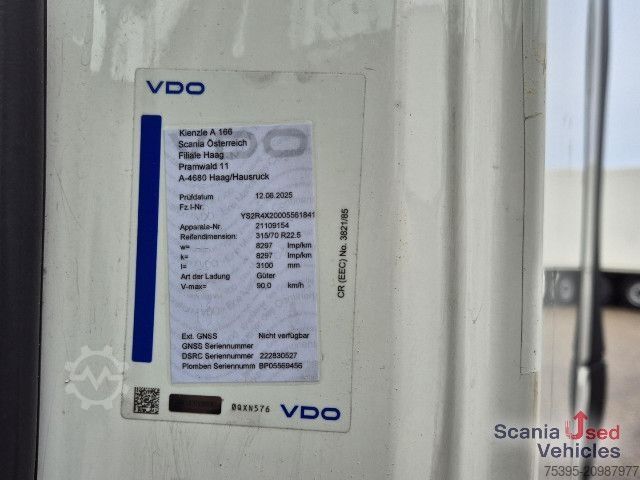 VDO
Kienzle A 166
Scania Österreich
Filiale Haag
Pramwald 11
A-4680 Haag/Hausruck
Prüfdatum 12.06.2025
Fz.I-Nr.
YS2R4X20005561841
Apparate-Nr. 21109154
Reifendimension: 315/70 R22.5
w= 8297 Imp/km
k= 8297 Imp/km
l= 3100 mm
Art der Ladung Güter
V-max= 90,0 km/h
Ext. GNSS Nicht verfügbar
GNSS Seriennummer
DSRC Seriennummer 222830527
Plomben Seriennumm BP05569456
CR (EEC) No. 3821/85
0QXN576 VDO
Scania Used
Vehicles
75395-20987977